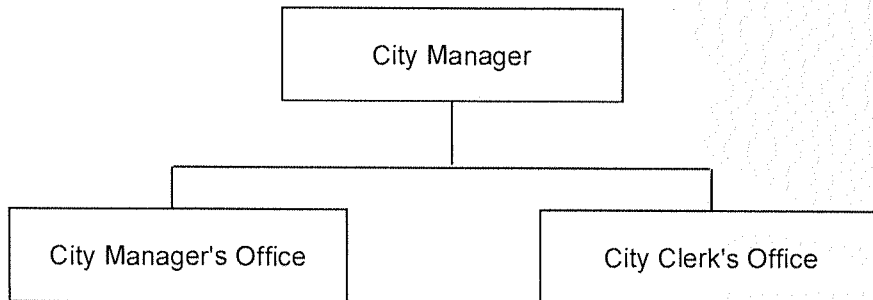 City Manager
City Manager's Office
City Clerk's Office